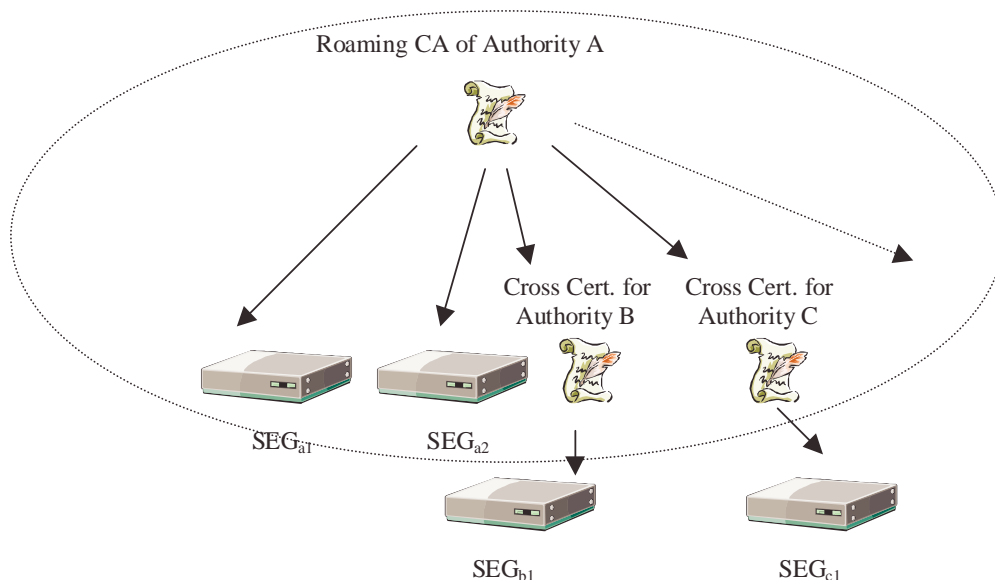 Roaming CA of Authority A
Cross Cert. for
Authority B
Cross Cert. for
Authority C
SEGa1
SEGa2
SEGb1
SEGc1